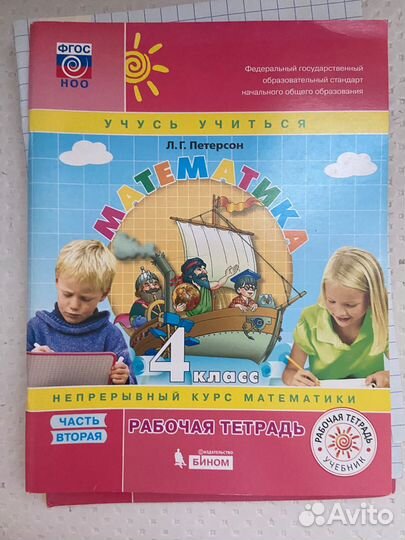 ФГОС
НОО
Федеральный государственный
образовательный стандарт
начального общего образования
УЧУСЬ УЧИТЬСЯ
Л. Г. Петерсон
МАТЕМАТИКА
4 класс
НЕПРЕРЫВНЫЙ КУРС МАТЕМАТИКИ
ЧАСТЬ
ВТОРАЯ
РАБОЧАЯ ТЕТРАДЬ
издательство
БИНОМ
РАБОЧАЯ ТЕТРАДЬ
УЧЕБНИК
Avito